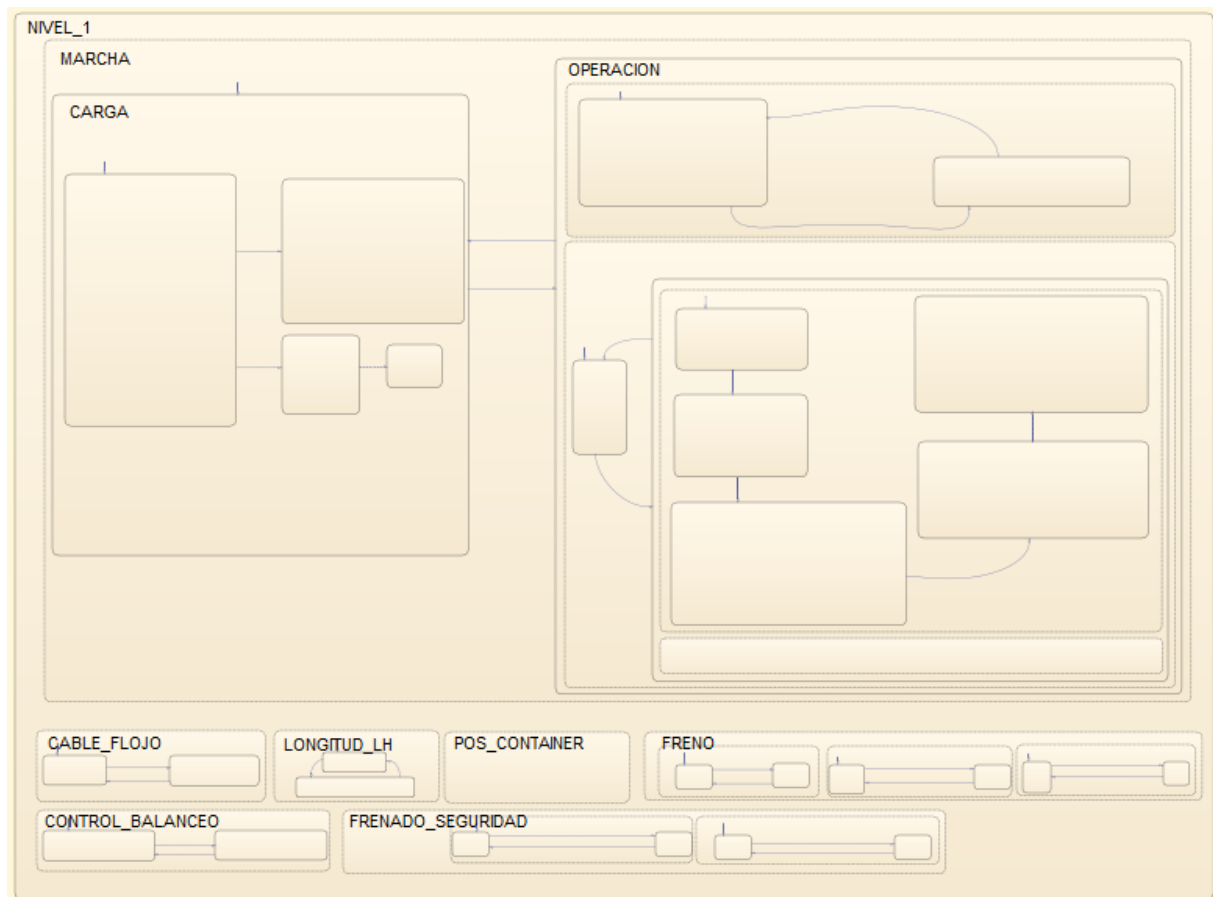 NIVEL_1
MARCHA
CARGA
OPERACION
CABLE_FLOJO
LONGITUD_LH
POS_CONTAINER
FRENO
CONTROL_BALANCEO
FRENADO_SEGURIDAD